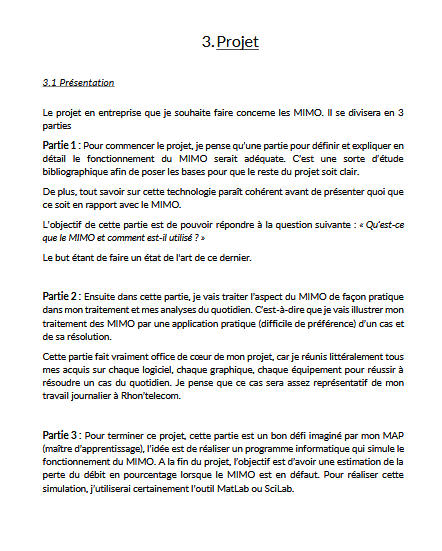 3. Projet
3.1 Présentation
Le projet en entreprise que je souhaite faire concerne les MIMO. Il se divisera en 3
parties
Partie 1 : Pour commencer le projet, je pense qu'une partie pour définir et expliquer en
détail le fonctionnement du MIMO serait adéquate. C'est une sorte d'étude
bibliographique afin de poser les bases pour que le reste du projet soit clair.
De plus, tout savoir sur cette technologie paraît cohérent avant de présenter quoi que
ce soit en rapport avec le MIMO.
L'objectif de cette partie est de pouvoir répondre à la question suivante : « Qu'est-ce
que le MIMO et comment est-il utilisé ? »
Le but étant de faire un état de l'art de ce dernier.
Partie 2 : Ensuite dans cette partie, je vais traiter l'aspect du MIMO de façon pratique
dans mon traitement et mes analyses du quotidien. C'est-à-dire que je vais illustrer mon
traitement des MIMO par une application pratique (difficile de préférence) d'un cas et
de sa résolution.
Cette partie fait vraiment office de cœur de mon projet, car je réunis littéralement tous
mes acquis sur chaque logiciel, chaque graphique, chaque équipement pour réussir à
résoudre un cas du quotidien. Je pense que ce cas sera assez représentatif de mon
travail journalier à Rhon'telecom.
Partie 3 : Pour terminer ce projet, cette partie est un bon défi imaginé par mon MAP
(maître d'apprentissage), l'idée est de réaliser un programme informatique qui simule le
fonctionnement du MIMO. A la fin du projet, l'objectif est d'avoir une estimation de la
perte du débit en pourcentage lorsque le MIMO est en défaut. Pour réaliser cette
simulation, j'utiliserai certainement l'outil MatLab ou SciLab.